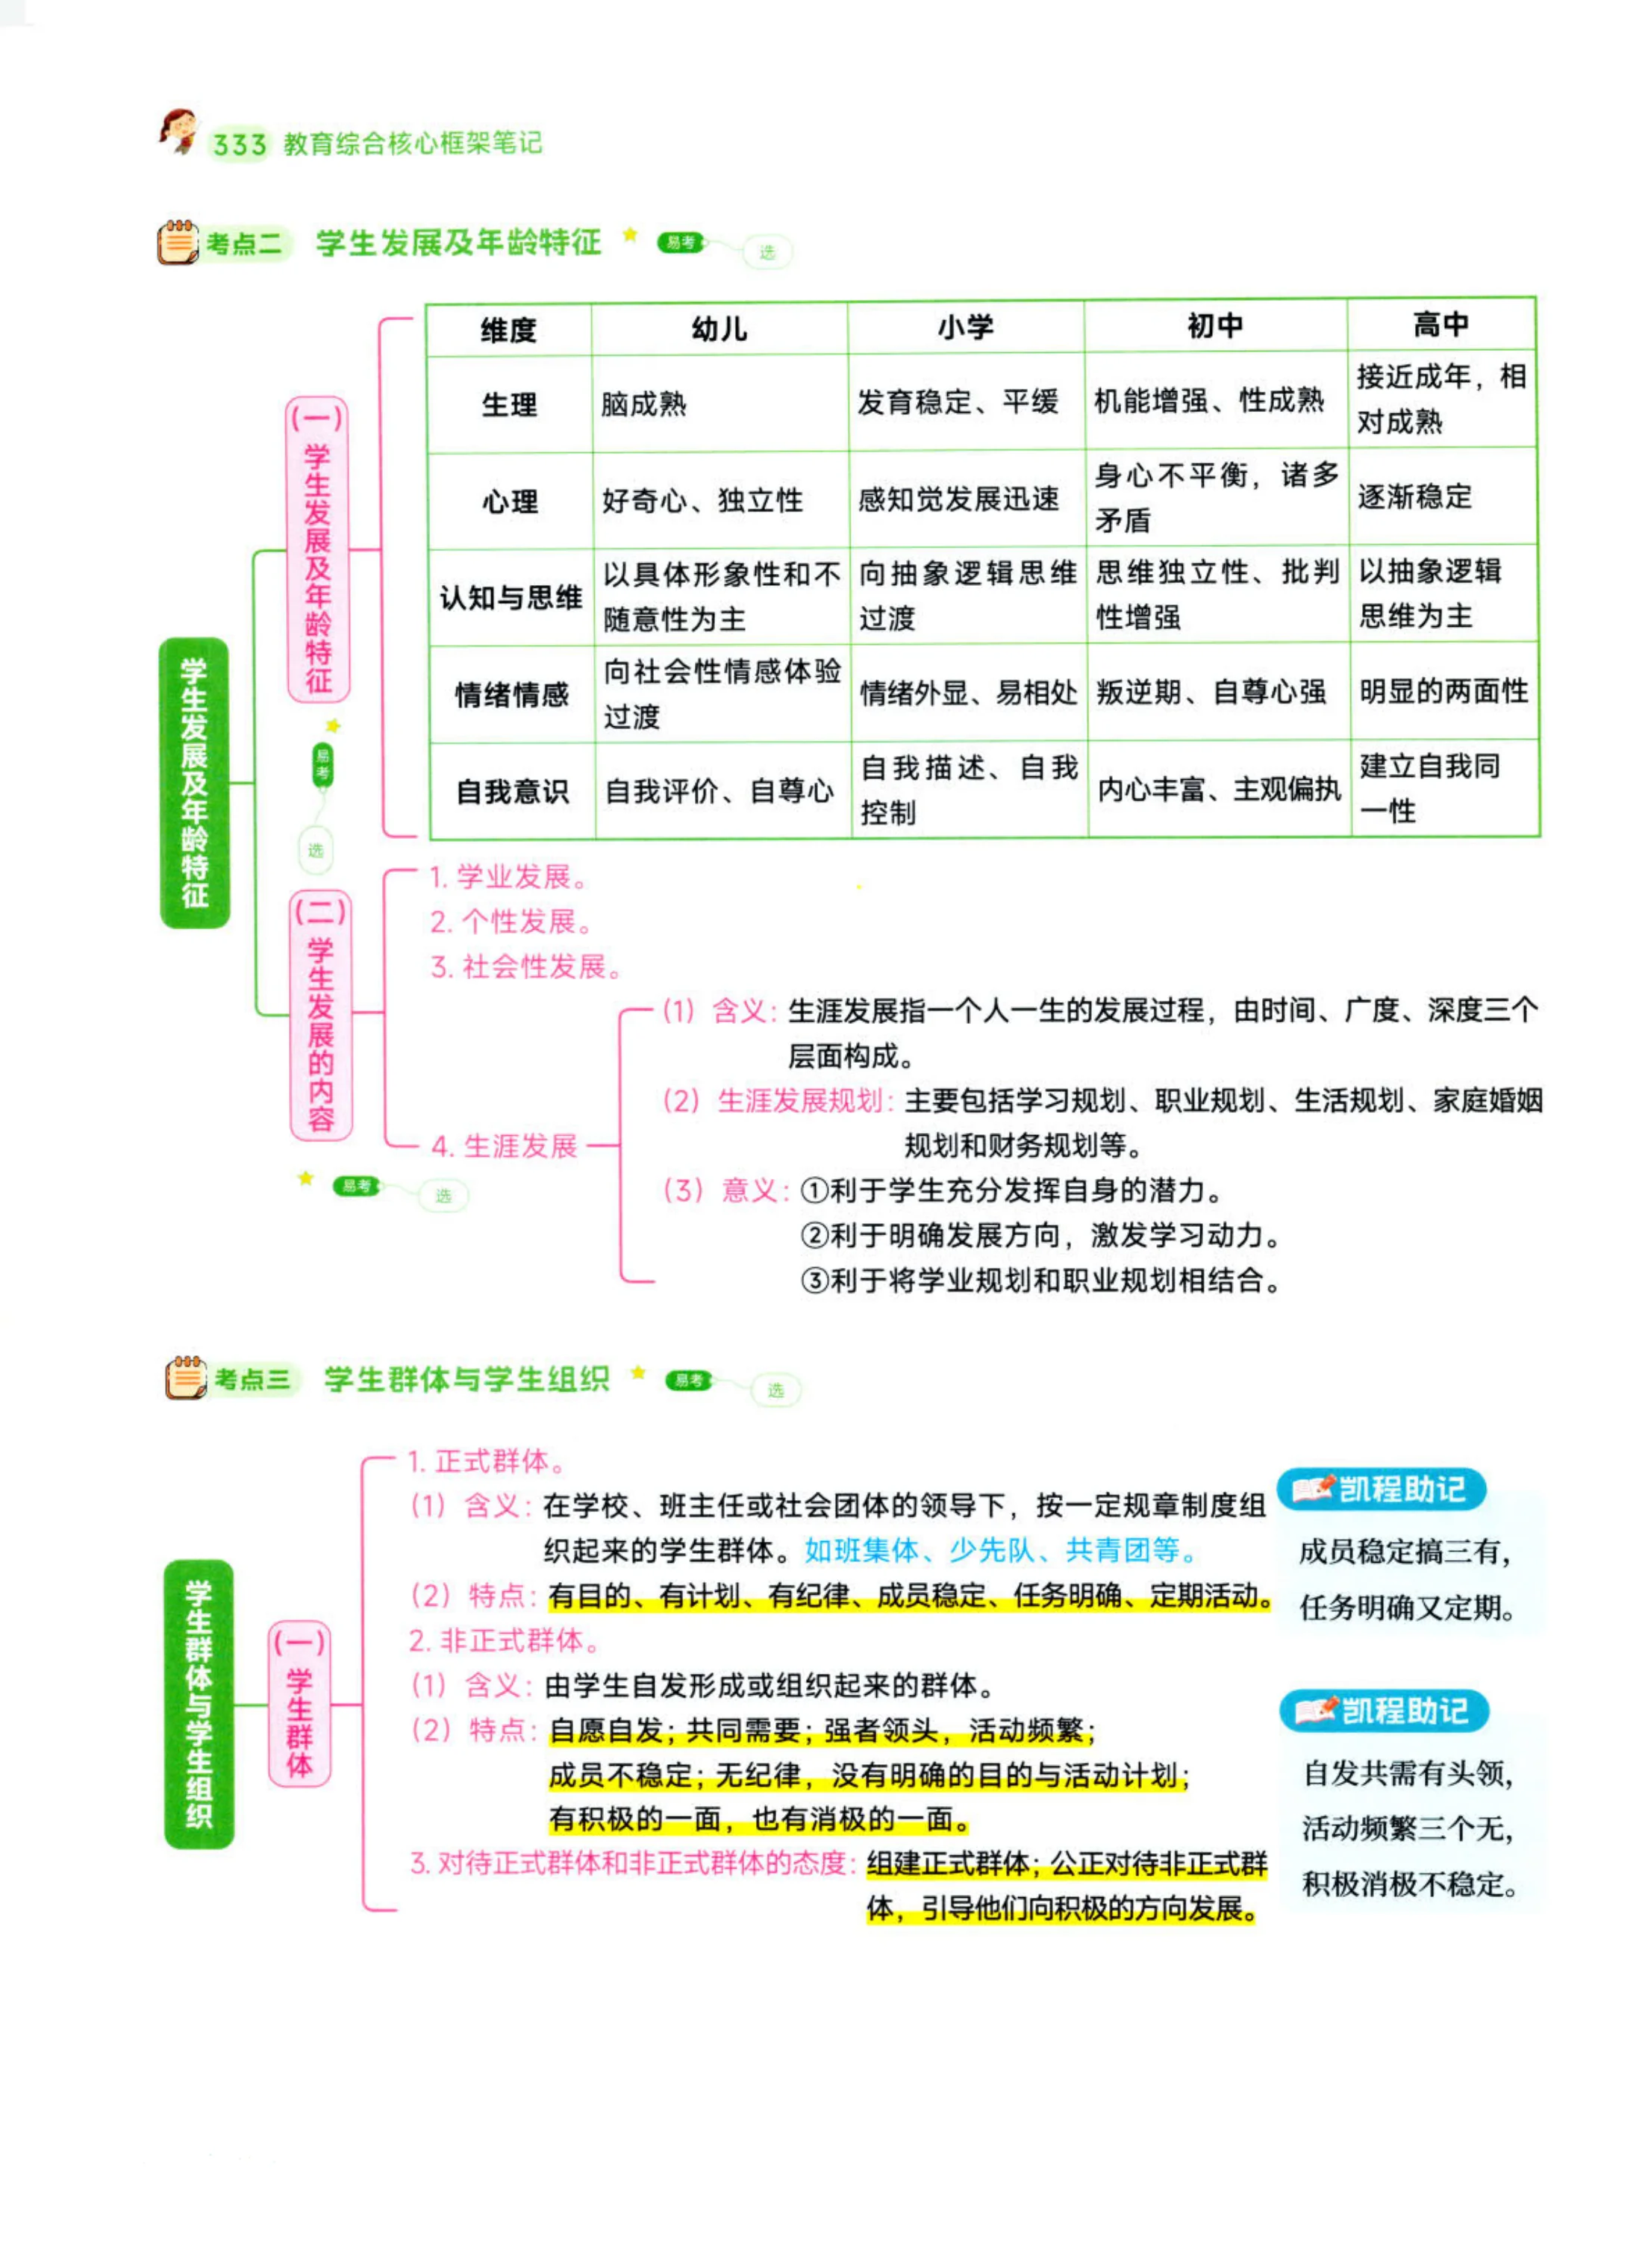 333 教育综合核心框架笔记
考点二 学生发展及年龄特征 易考 选
学生发展及年龄特征
(一)学生发展及年龄特征
易考
选
维度 幼儿 小学 初中 高中
生理 脑成熟 发育稳定、平缓 机能增强、性成熟 接近成年，相
对成熟
心理 好奇心、独立性 感知觉发展迅速 身心不平衡，诸多
矛盾
逐渐稳定
认知与思维 以具体形象性和不
随意性为主
向抽象逻辑思维
过渡
思维独立性、批判
性增强
以抽象逻辑
思维为主
情绪情感 向社会性情感体验
过渡
情绪外显、易相处 叛逆期、自尊心强 明显的两面性
自我意识 自我评价、自尊心 自我描述、自我
控制
内心丰富、主观偏执 建立自我同
一性
(二)学生发展的内容
易考 选
1. 学业发展。
2. 个性发展。
3. 社会性发展。
4. 生涯发展
(1) 含义：生涯发展指一个人一生的发展过程，由时间、广度、深度三个
层面构成。
(2) 生涯发展规划：主要包括学习规划、职业规划、生活规划、家庭婚姻
规划和财务规划等。
(3) 意义：①利于学生充分发挥自身的潜力。
②利于明确发展方向，激发学习动力。
③利于将学业规划和职业规划相结合。
考点三 学生群体与学生组织 易考 选
学生群体与学生组织
(一)学生群体
1. 正式群体。
(1) 含义：在学校、班主任或社会团体的领导下，按一定规章制度组
织起来的学生群体。如班集体、少先队、共青团等。
(2) 特点：有目的、有计划、有纪律、成员稳定、任务明确、定期活动。
凯程助记
成员稳定搞三有，
任务明确又定期。
2. 非正式群体。
(1) 含义：由学生自发形成或组织起来的群体。
(2) 特点：自愿自发；共同需要；强者领头，活动频繁；
成员不稳定；无纪律，没有明确的目的与活动计划；
有积极的一面，也有消极的一面。
凯程助记
自发共需有头领，
活动频繁三个无，
积极消极不稳定。
3. 对待正式群体和非正式群体的态度：组建正式群体；公正对待非正式群
体，引导他们向积极的方向发展。